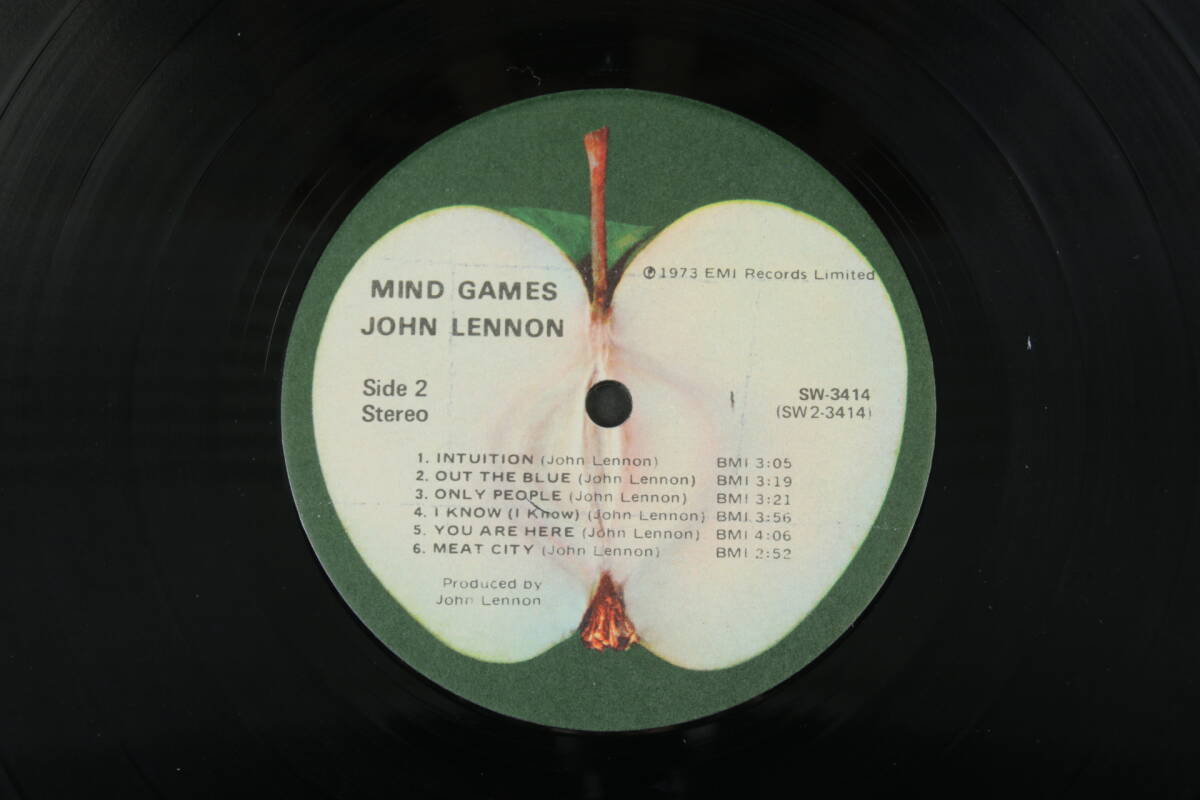 MIND GAMES
JOHN LENNON
℗1973 EMI Records Limited
Side 2
Stereo
SW-3414
(SW2-3414)
1. INTUITION (John Lennon) BMI 3:05
2. OUT THE BLUE (John Lennon) BMI 3:19
3. ONLY PEOPLE (John Lennon) BMI 3:21
4. I KNOW (I Know) (John Lennon) BMI 3:56
5. YOU ARE HERE (John Lennon) BMI 4:06
6. MEAT CITY (John Lennon) BMI 2:52
Produced by
John Lennon